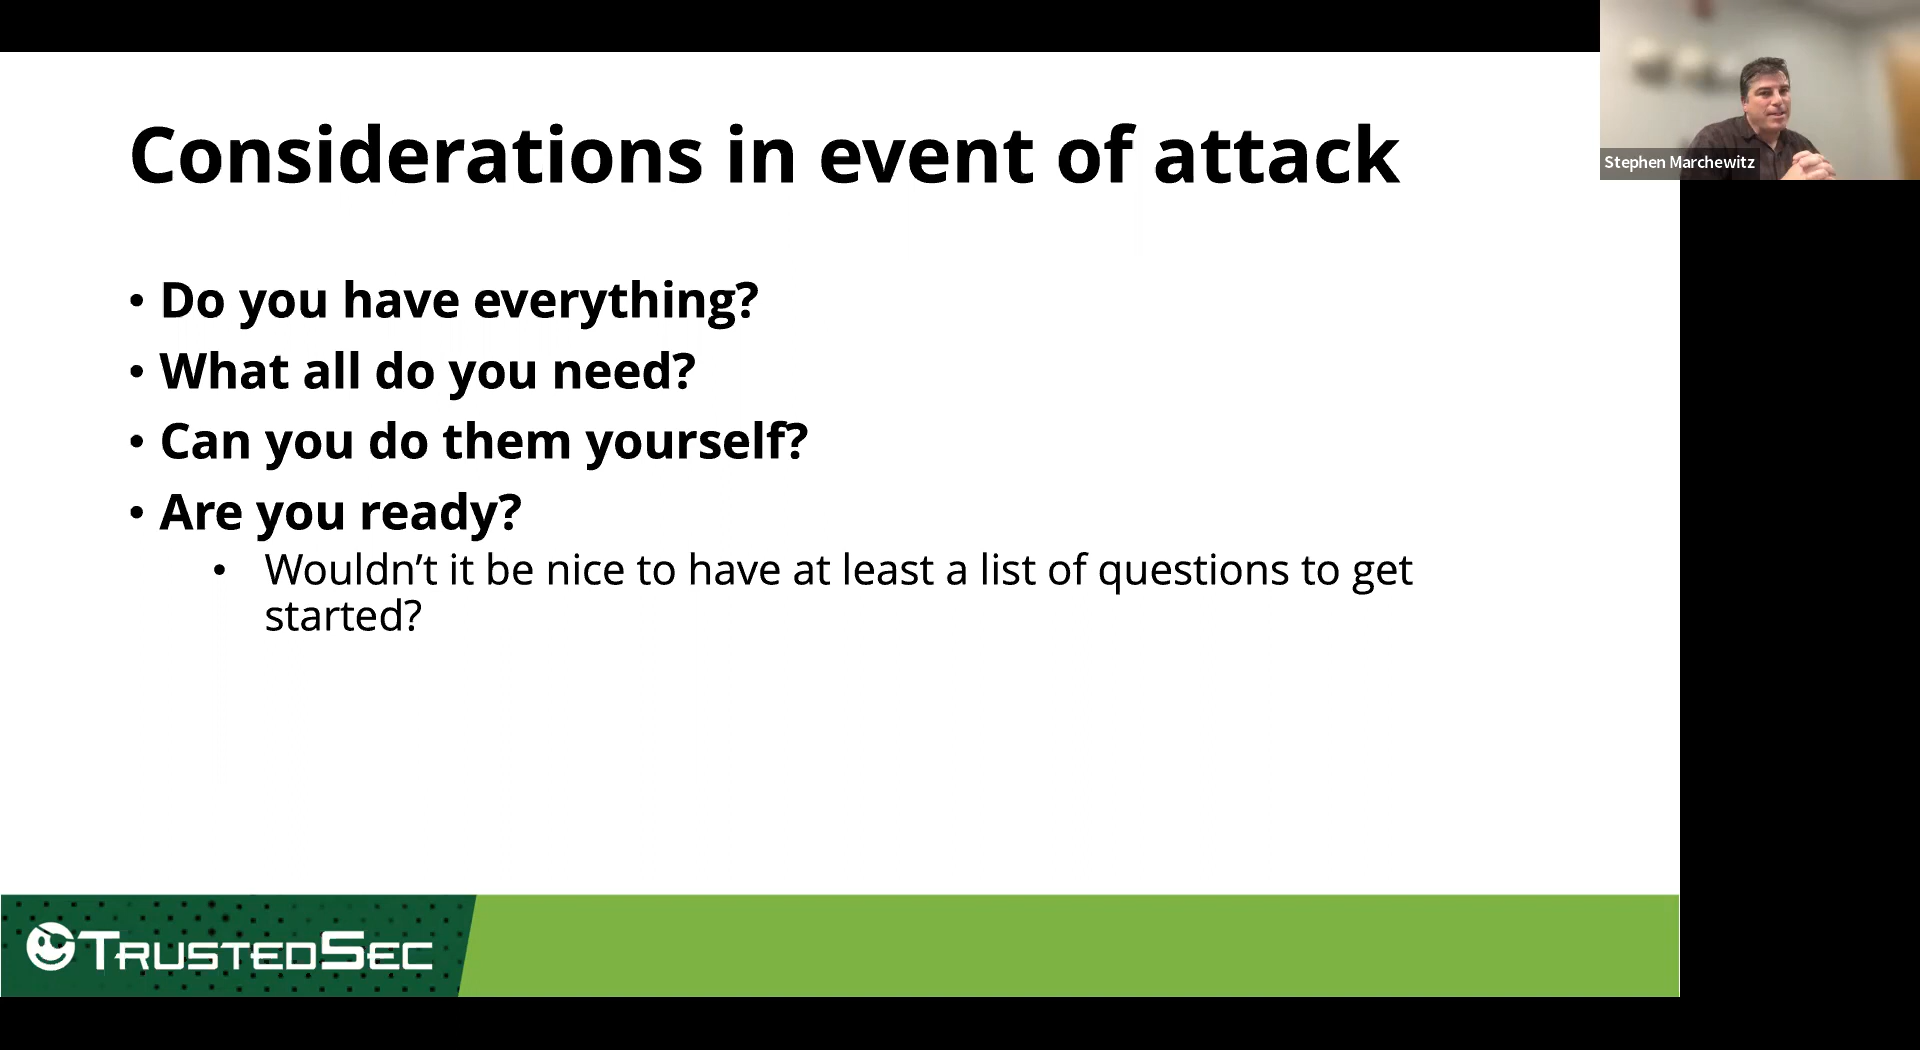 Considerations in event of attack
• Do you have everything?
• What all do you need?
• Can you do them yourself?
• Are you ready?
• Wouldn’t it be nice to have at least a list of questions to get
started?
TRUSTEDSEC
Stephen Marchewitz